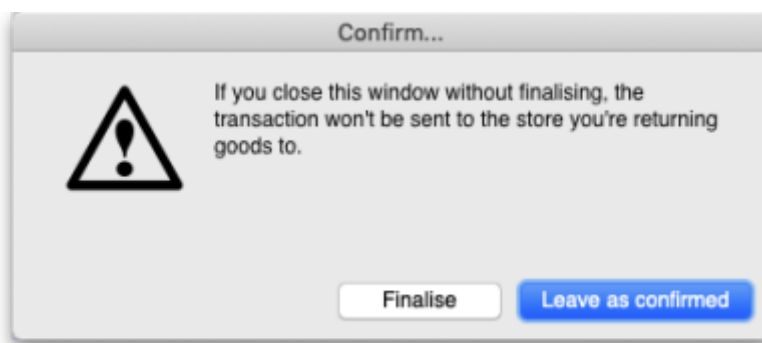 Confirm...
If you close this window without finalising, the
transaction won't be sent to the store you're returning
goods to.
Finalise
Leave as confirmed